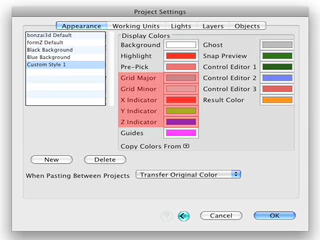 Project Settings
Appearance Working Units Lights Layers Objects
bonzai3d Default
formZ Default
Black Background
Blue Background
Custom Style 1
Display Colors
Background
Highlight
Pre-Pick
Grid Major
Grid Minor
X Indicator
Y Indicator
Z Indicator
Guides
Ghost
Snap Preview
Control Editor 1
Control Editor 2
Control Editor 3
Result Color
Copy Colors From
New Delete
When Pasting Between Projects Transfer Original Color
Cancel OK